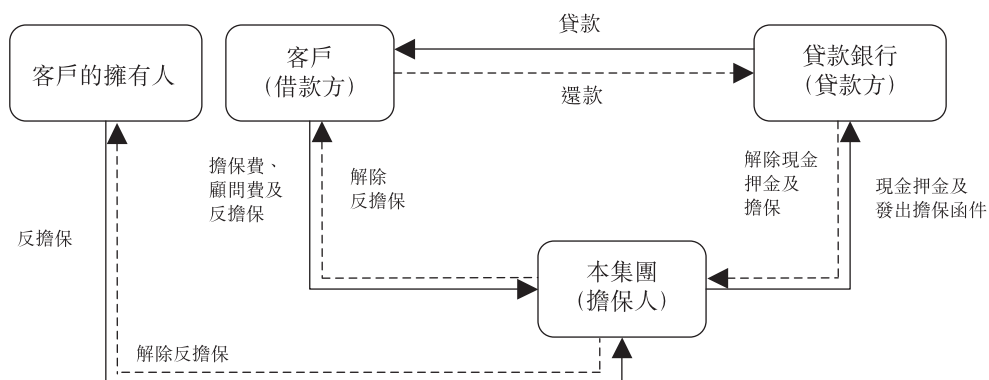 貸款
客戶的擁有人
客戶
(借款方)
貸款銀行
(貸款方)
還款
擔保費、
顧問費及
反擔保
解除
反擔保
解除現金
押金及
擔保
現金押金及
發出擔保函件
反擔保
本集團
(擔保人)
解除反擔保